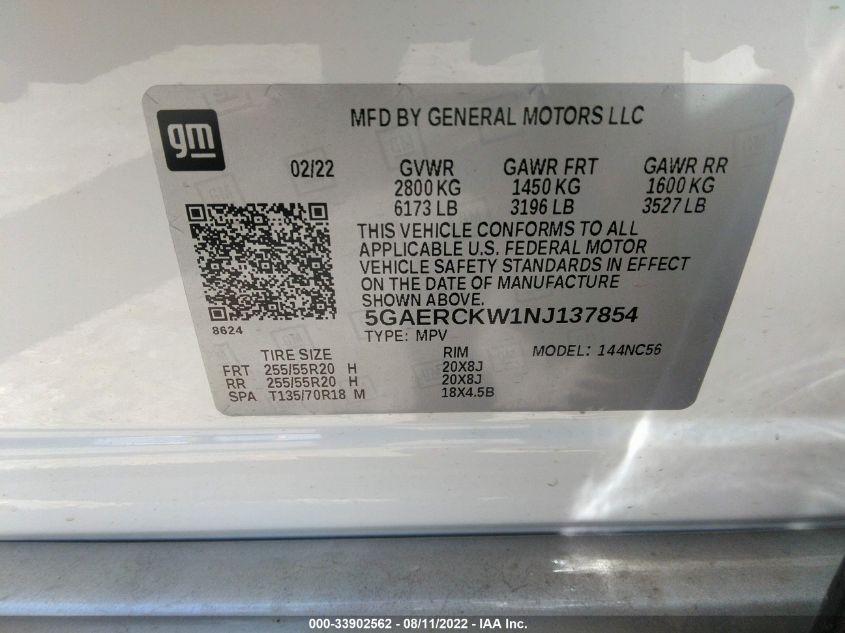 gm
MFD BY GENERAL MOTORS LLC
02/22 GVWR GAWR FRT GAWR RR
2800 KG 1450 KG 1600 KG
6173 LB 3196 LB 3527 LB
THIS VEHICLE CONFORMS TO ALL
APPLICABLE U.S. FEDERAL MOTOR
VEHICLE SAFETY STANDARDS IN EFFECT
ON THE DATE OF MANUFACTURE
SHOWN ABOVE.
8624
5GAERCKW1NJ137854
TYPE: MPV
MODEL: 144NC56
TIRE SIZE RIM
FRT 255/55R20 H 20X8J
RR 255/55R20 H 20X8J
SPA T135/70R18 M 18X4.5B
000-33902562 - 08/11/2022 - IAA Inc.